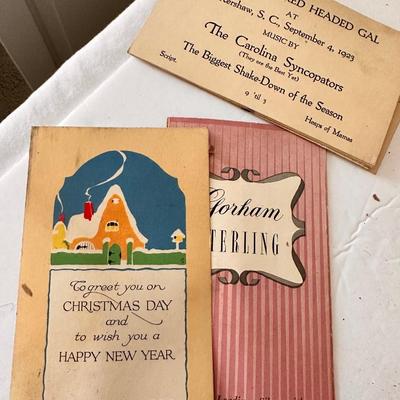 RED HEADED GAL
AT
Kershaw, S. C., September 4, 1923
MUSIC BY
The Carolina Syncopators
(They are the Best Yet)
Script.
The Biggest Shake-Down of the Season
9 'til 3
Heaps of Mamas
Gorham
STERLING
To greet you on
CHRISTMAS DAY
and
to wish you a
HAPPY NEW YEAR